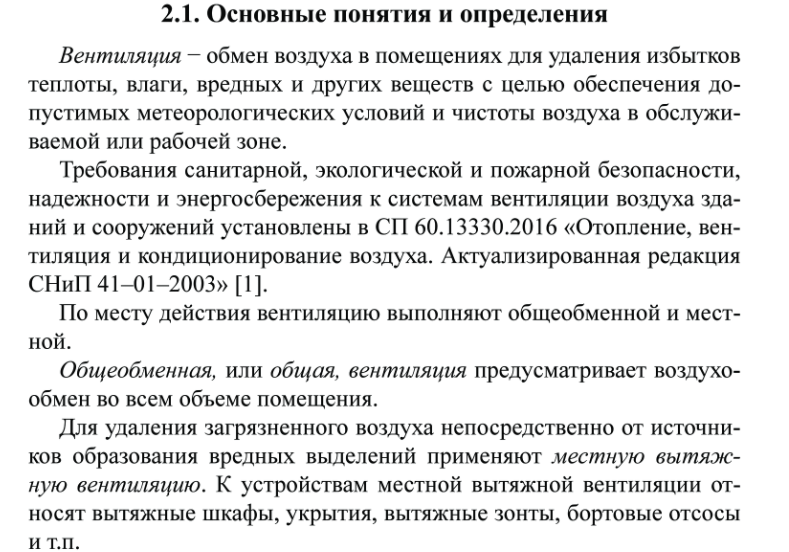 2.1. Основные понятия и определения
Вентиляция − обмен воздуха в помещениях для удаления избытков
теплоты, влаги, вредных и других веществ с целью обеспечения до-
пустимых метеорологических условий и чистоты воздуха в обслужи-
ваемой или рабочей зоне.
Требования санитарной, экологической и пожарной безопасности,
надежности и энергосбережения к системам вентиляции воздуха зда-
ний и сооружений установлены в СП 60.13330.2016 «Отопление, вен-
тиляция и кондиционирование воздуха. Актуализированная редакция
СНиП 41–01–2003» [1].
По месту действия вентиляцию выполняют общеобменной и мест-
ной.
Общеобменная, или общая, вентиляция предусматривает воздухо-
обмен во всем объеме помещения.
Для удаления загрязненного воздуха непосредственно от источни-
ков образования вредных выделений применяют местную вытяж-
ную вентиляцию. К устройствам местной вытяжной вентиляции от-
носят вытяжные шкафы, укрытия, вытяжные зонты, бортовые отсосы
и т.п.